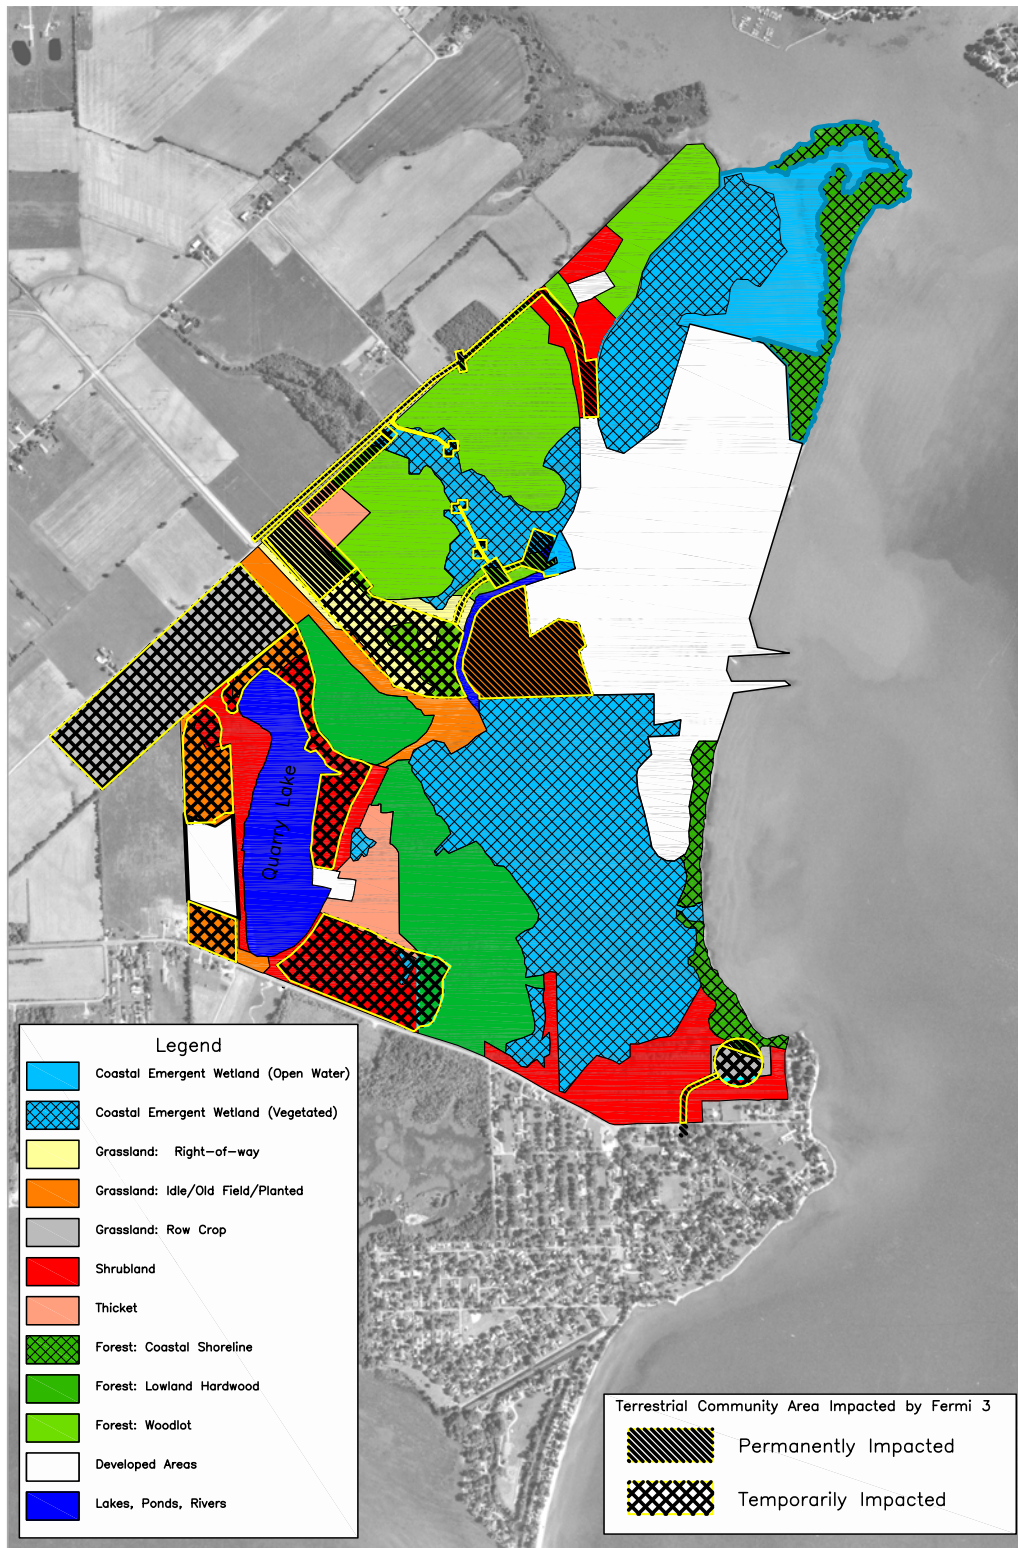 Quarry Lake
Legend
Coastal Emergent Wetland (Open Water)
Coastal Emergent Wetland (Vegetated)
Grassland: Right-of-way
Grassland: Idle/Old Field/Planted
Grassland: Row Crop
Shrubland
Thicket
Forest: Coastal Shoreline
Forest: Lowland Hardwood
Forest: Woodlot
Developed Areas
Lakes, Ponds, Rivers
Terrestrial Community Area Impacted by Fermi 3
Permanently Impacted
Temporarily Impacted